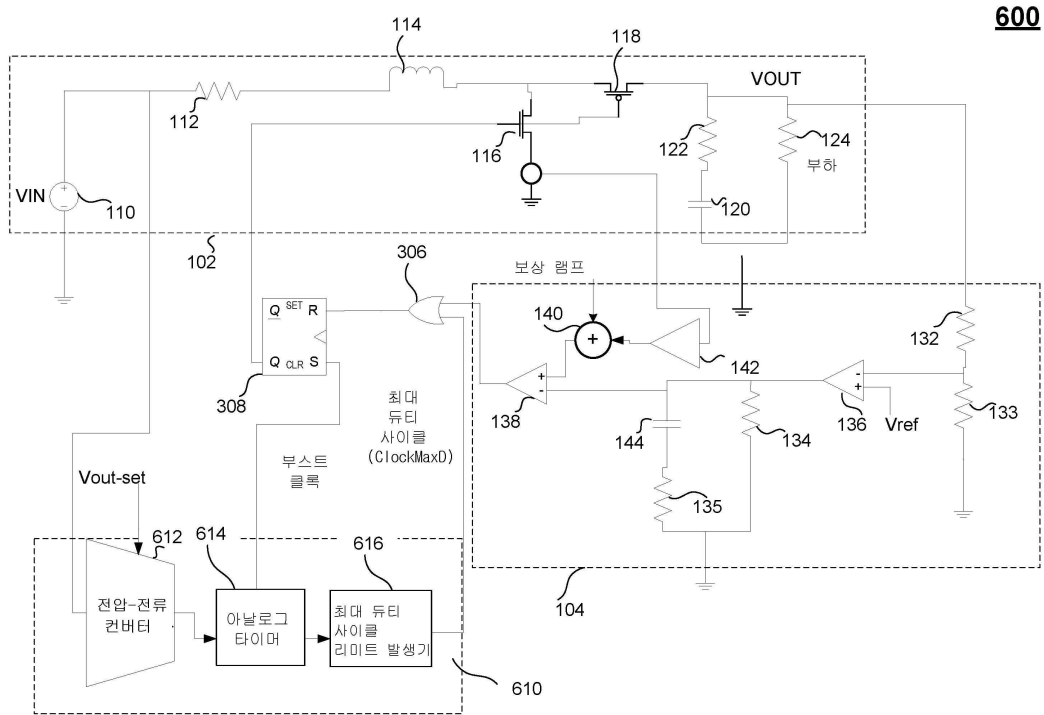 600
114
118
VOUT
112
116
122
124
부하
VIN
110
120
102
306
보상 램프
140
+
Q SET R
Q CLR S
308
138
+
-
142
132
-
+
136
133
Vref
144
134
135
최대
듀티
사이클
(ClockMaxD)
부스트
클록
Vout-set
612
614
616
104
전압-전류
컨버터
아날로그
타이머
최대 듀티
사이클
리미트 발생기
610